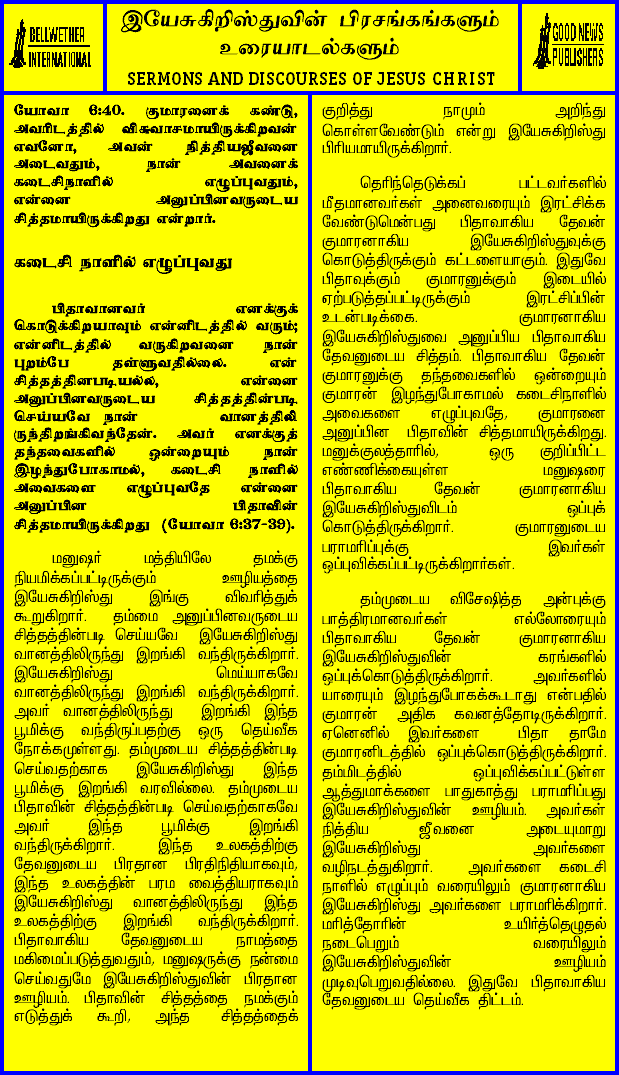 BELLWETHER
INTERNATIONAL
இயேசுகிறிஸ்துவின் பிரசங்கங்களும்
உரையாடல்களும்
SERMONS AND DISCOURSES OF JESUS CHRIST
GOOD NEWS
PUBLISHERS
யோவா 6:40. குமாரனைக் கண்டு,
அவரிடத்தில் விசுவாசமாயிருக்கிறவன்
எவனோ, அவன் நித்தியஜீவனை
அடைவதும், நான் அவனைக்
கடைசிநாளில் எழுப்புவதும்,
என்னை அனுப்பினவருடைய
சித்தமாயிருக்கிறது என்றார்.
கடைசி நாளில் எழுப்புவது
பிதாவானவர் எனக்குக்
கொடுக்கிறயாவும் என்னிடத்தில் வரும்;
என்னிடத்தில் வருகிறவனை நான்
புறம்பே தள்ளுவதில்லை. என்
சித்தத்தினபடியல்ல, என்னை
அனுப்பினவருடைய சித்தத்தின்படி
செய்யவே நான் வானத்திலி
ருந்திறங்கிவந்தேன். அவர் எனக்குத்
தந்தவைகளில் ஒன்றையும் நான்
இழந்துபோகாமல், கடைசி நாளில்
அவைகளை எழுப்புவதே என்னை
அனுப்பின பிதாவின்
சித்தமாயிருக்கிறது (யோவா 6:37-39).
மனுஷர் மத்தியிலே தமக்கு
நியமிக்கப்பட்டிருக்கும் ஊழியத்தை
இயேசுகிறிஸ்து இங்கு விவரித்துக்
கூறுகிறார். தம்மை அனுப்பினவருடைய
சித்தத்தின்படி செய்யவே இயேசுகிறிஸ்து
வானத்திலிருந்து இறங்கி வந்திருக்கிறார்.
இயேசுகிறிஸ்து மெய்யாகவே
வானத்திலிருந்து இறங்கி வந்திருக்கிறார்.
அவர் வானத்திலிருந்து இறங்கி இந்த
பூமிக்கு வந்திருப்பதற்கு ஒரு தெய்வீக
நோக்கமுள்ளது. தம்முடைய சித்தத்தின்படி
செய்வதற்காக இயேசுகிறிஸ்து இந்த
பூமிக்கு இறங்கி வரவில்லை. தம்முடைய
பிதாவின் சித்தத்தின்படி செய்வதற்காகவே
அவர் இந்த பூமிக்கு இறங்கி
வந்திருக்கிறார். இந்த உலகத்திற்கு
தேவனுடைய பிரதான பிரதிநிதியாகவும்,
இந்த உலகத்தின் பரம வைத்தியராகவும்
இயேசுகிறிஸ்து வானத்திலிருந்து இந்த
உலகத்திற்கு இறங்கி வந்திருக்கிறார்.
பிதாவாகிய தேவனுடைய நாமத்தை
மகிமைப்படுத்துவதும், மனுஷருக்கு நன்மை
செய்வதுமே இயேசுகிறிஸ்துவின் பிரதான
ஊழியம். பிதாவின் சித்தத்தை நமக்கும்
எடுத்துக் கூறி, அந்த சித்தத்தைக்
குறித்து நாமும் அறிந்து
கொள்ளவேண்டும் என்று இயேசுகிறிஸ்து
பிரியமாயிருக்கிறார்.
தெரிந்தெடுக்கப் பட்டவர்களில்
மீதமானவர்கள் அனைவரையும் இரட்சிக்க
வேண்டுமென்பது பிதாவாகிய தேவன்
குமாரனாகிய இயேசுகிறிஸ்துவுக்கு
கொடுத்திருக்கும் கட்டளையாகும். இதுவே
பிதாவுக்கும் குமாரனுக்கும் இடையில்
ஏற்படுத்தப்பட்டிருக்கும் இரட்சிப்பின்
உடன்படிக்கை. குமாரனாகிய
இயேசுகிறிஸ்துவை அனுப்பிய பிதாவாகிய
தேவனுடைய சித்தம். பிதாவாகிய தேவன்
குமாரனுக்கு தந்தவைகளில் ஒன்றையும்
குமாரன் இழந்துபோகாமல் கடைசிநாளில்
அவைகளை எழுப்புவதே, குமாரனை
அனுப்பின பிதாவின் சித்தமாயிருக்கிறது.
மனுக்குலத்தாரில், ஒரு குறிப்பிட்ட
எண்ணிக்கையுள்ள மனுஷரை
பிதாவாகிய தேவன் குமாரனாகிய
இயேசுகிறிஸ்துவிடம் ஒப்புக்
கொடுத்திருக்கிறார். குமாரனுடைய
பராமரிப்புக்கு இவர்கள்
ஒப்புவிக்கப்பட்டிருக்கிறார்கள்.
தம்முடைய விசேஷித்த அன்புக்கு
பாத்திரமானவர்கள் எல்லோரையும்
பிதாவாகிய தேவன் குமாரனாகிய
இயேசுகிறிஸ்துவின் கரங்களில்
ஒப்புக்கொடுத்திருக்கிறார். அவர்களில்
யாரையும் இழந்துபோகக்கூடாது என்பதில்
குமாரன் அதிக கவனத்தோடிருக்கிறார்.
ஏனெனில் இவர்களை பிதா தாமே
குமாரனிடத்தில் ஒப்புக்கொடுத்திருக்கிறார்.
தம்மிடத்தில் ஒப்புவிக்கப்பட்டுள்ள
ஆத்துமாக்களை பாதுகாத்து பராமரிப்பது
இயேசுகிறிஸ்துவின் ஊழியம். அவர்கள்
நித்திய ஜீவனை அடையுமாறு
இயேசுகிறிஸ்து அவர்களை
வழிநடத்துகிறார். அவர்களை கடைசி
நாளில் எழுப்பும் வரையிலும் குமாரனாகிய
இயேசுகிறிஸ்து அவர்களை பராமரிக்கிறார்.
மரித்தோரின் உயிர்த்தெழுதல்
நடைபெறும் வரையிலும்
இயேசுகிறிஸ்துவின் ஊழியம்
முடிவுபெறுவதில்லை. இதுவே பிதாவாகிய
தேவனுடைய தெய்வீக திட்டம்.